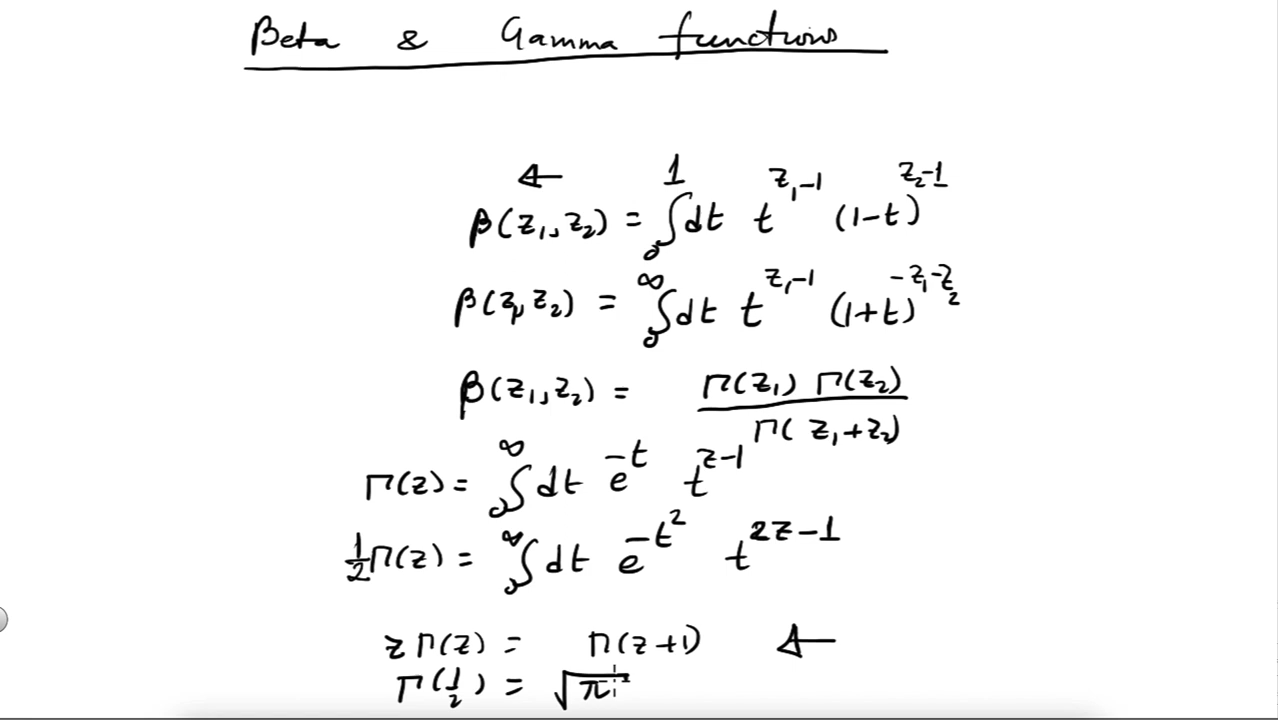 Beta & Gamma functions
β(z₁, z₂) = ∫₀¹ dt t^{z₁-1} (1-t)^{z₂-1}
β(z₁, z₂) = ∫₀^∞ dt t^{z₁-1} (1+t)^{-z₁-z₂}
β(z₁, z₂) = Γ(z₁) Γ(z₂) / Γ(z₁+z₂)
Γ(z) = ∫₀^∞ dt e^{-t} t^{z-1}
½Γ(z) = ∫₀^∞ dt e^{-t²} t^{2z-1}
z Γ(z) = Γ(z+1)
Γ(½) = √π